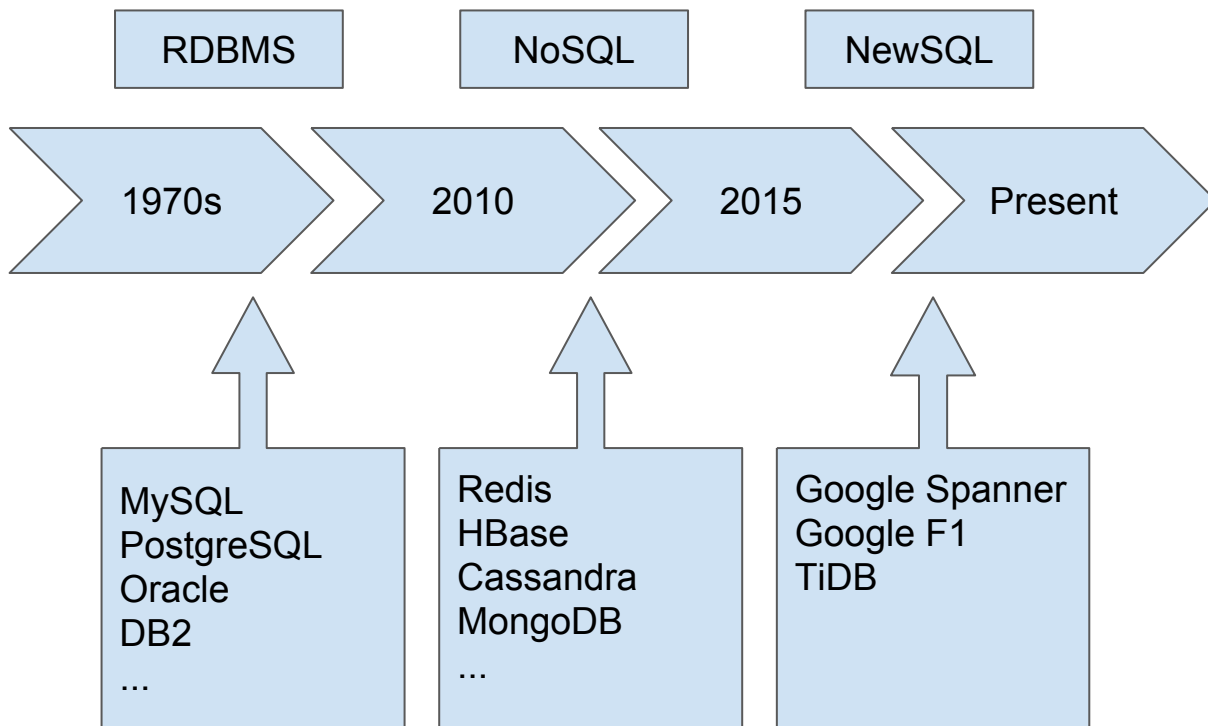 RDBMS
NoSQL
NewSQL
1970s
2010
2015
Present
MySQL
PostgreSQL
Oracle
DB2
...
Redis
HBase
Cassandra
MongoDB
...
Google Spanner
Google F1
TiDB